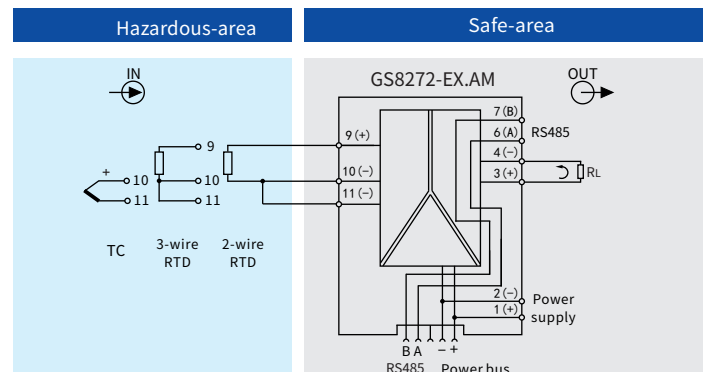 Hazardous-area
Safe-area
IN
GS8272-EX.AM
OUT
7(B)
6(A)
RS485
4(−)
3(+)
RL
9(+)
10(−)
11(−)
9
+
10
10
11
11
TC
3-wire
RTD
2-wire
RTD
2(−)
1(+)
Power
supply
B A
− +
RS485
Power bus